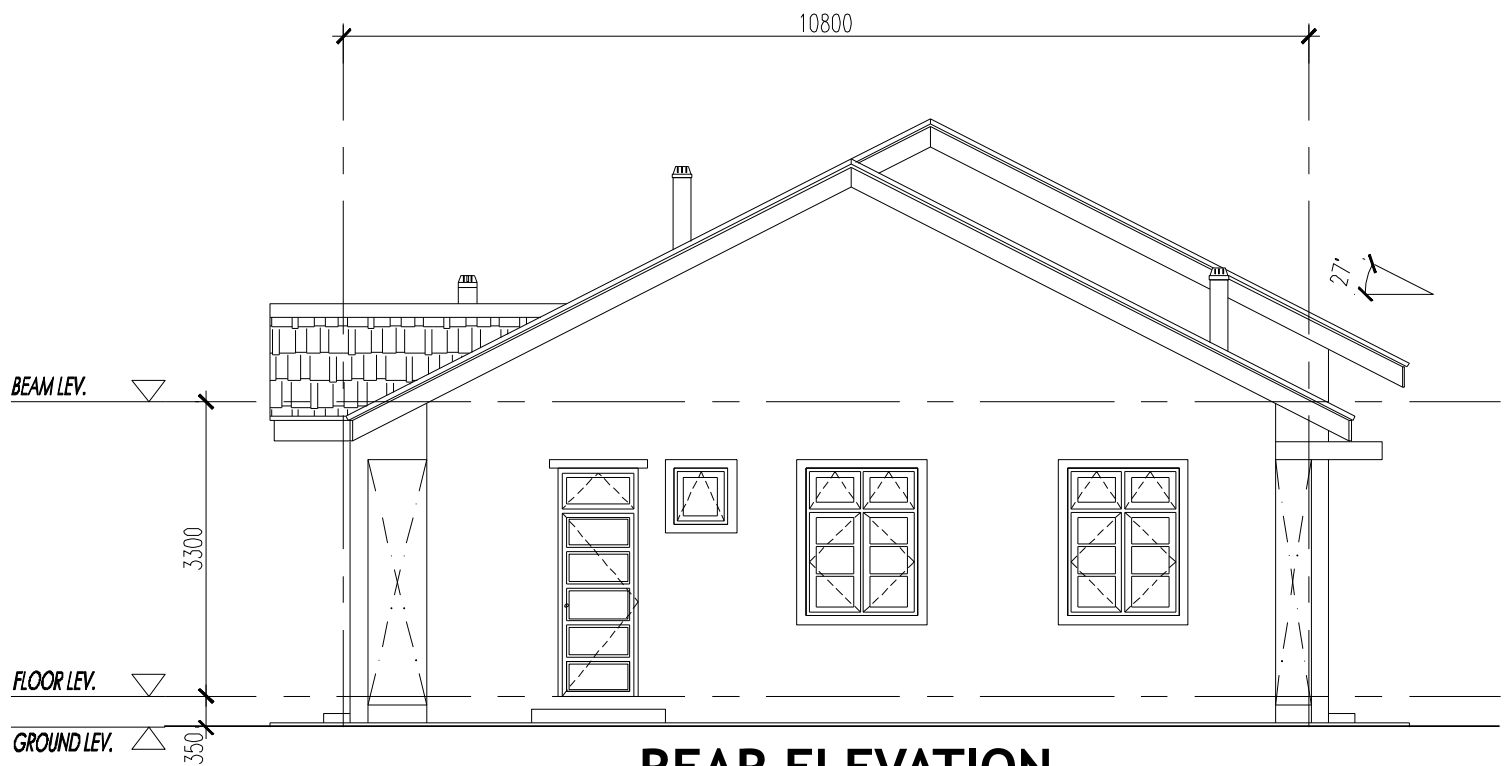 10800
27°
BEAM LEV.
3300
FLOOR LEV.
GROUND LEV.
350
REAR ELEVATION